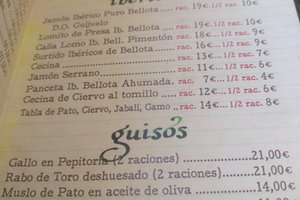 Jamón Ibérico Puro Bellota
D.O. Guijuelo rac. 19€ 1/2 rac. 10€
Lomito de Presa Ib. Bellota rac. 19€ 1/2 rac. 10€
Caña Lomo Ib. Bell. Pimentón rac. 18€ 1/2 rac. 9€
Surtido Ibéricos de Bellota rac. 16€ 1/2 rac. 9€
Cecina rac. 13€ 1/2 rac. 8€
Jamón Serrano rac. 11€ 1/2 rac. 7€
Panceta Ib. Bellota Ahumada rac. 7€ 1/2 rac. 4€
Cecina de Ciervo al tomillo rac. 12€ 1/2 rac. 6€
Tabla de Pato, Ciervo, Jabalí, Gamo rac. 14€ 1/2 rac. 8€
guisos
Gallo en Pepitoria (2 raciones) 21,00€
Rabo de Toro deshuesado (2 raciones) 21,00€
Muslo de Pato en aceite de oliva 14,00€